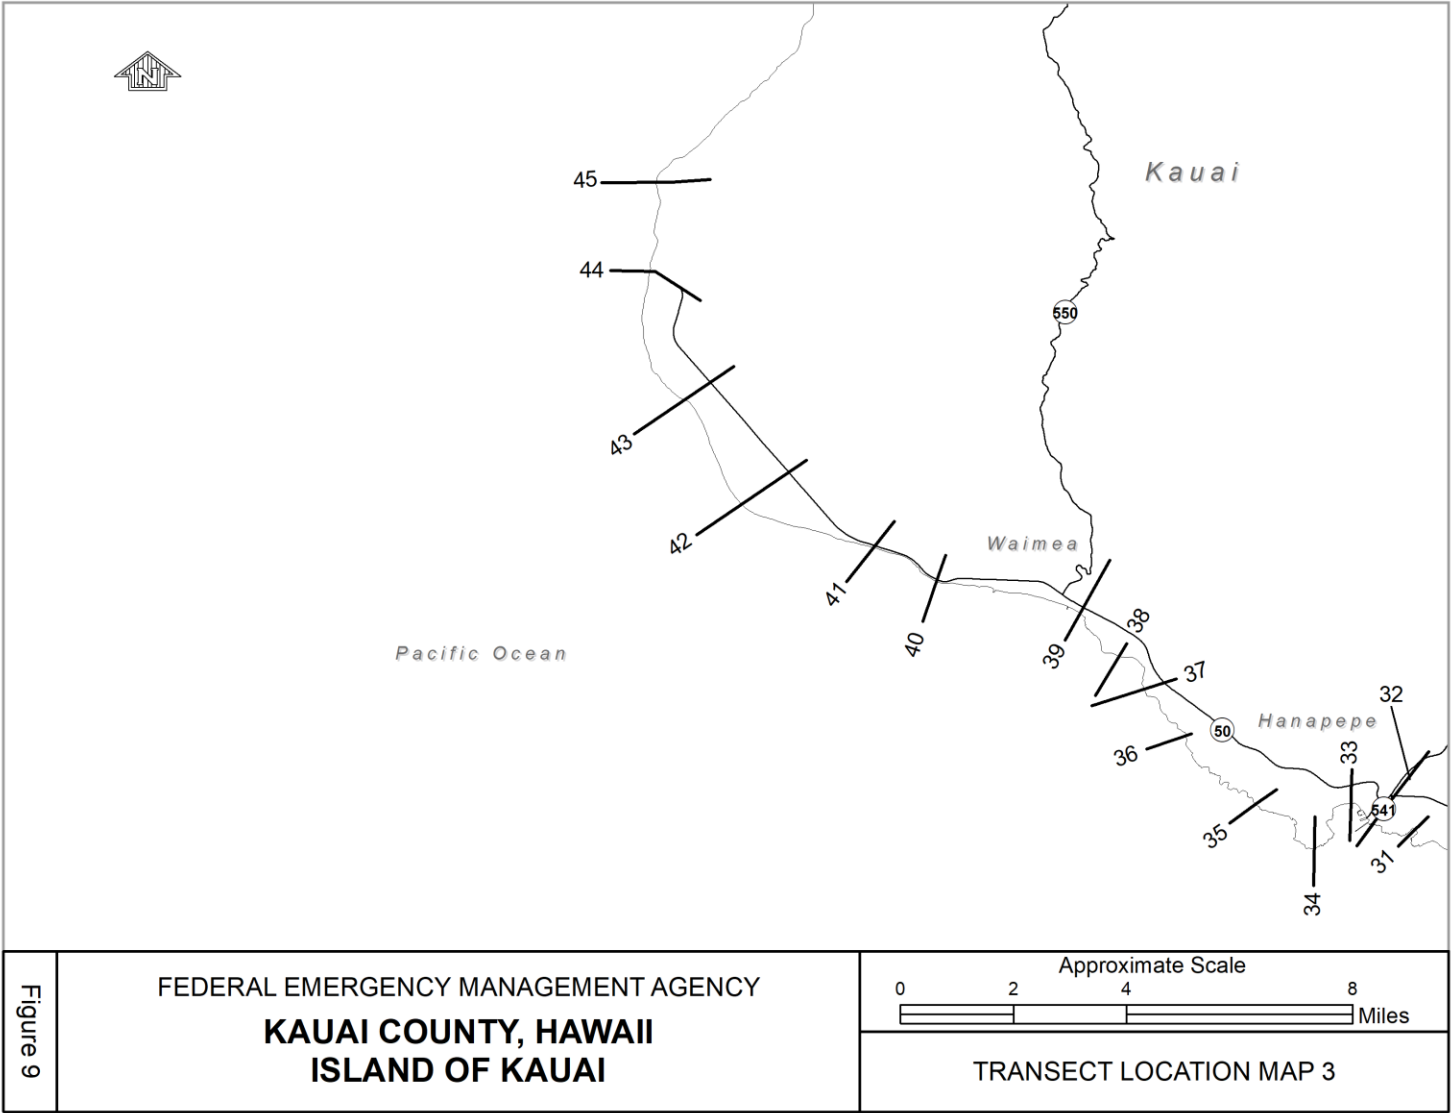 N
Kauai
45
44
550
43
42
Waimea
41
40
39
38
Pacific Ocean
37
32
Hanapepe
50
36
33
541
35
31
34
Figure 9
FEDERAL EMERGENCY MANAGEMENT AGENCY
KAUAI COUNTY, HAWAII
ISLAND OF KAUAI
Approximate Scale
0 2 4 8
Miles
TRANSECT LOCATION MAP 3